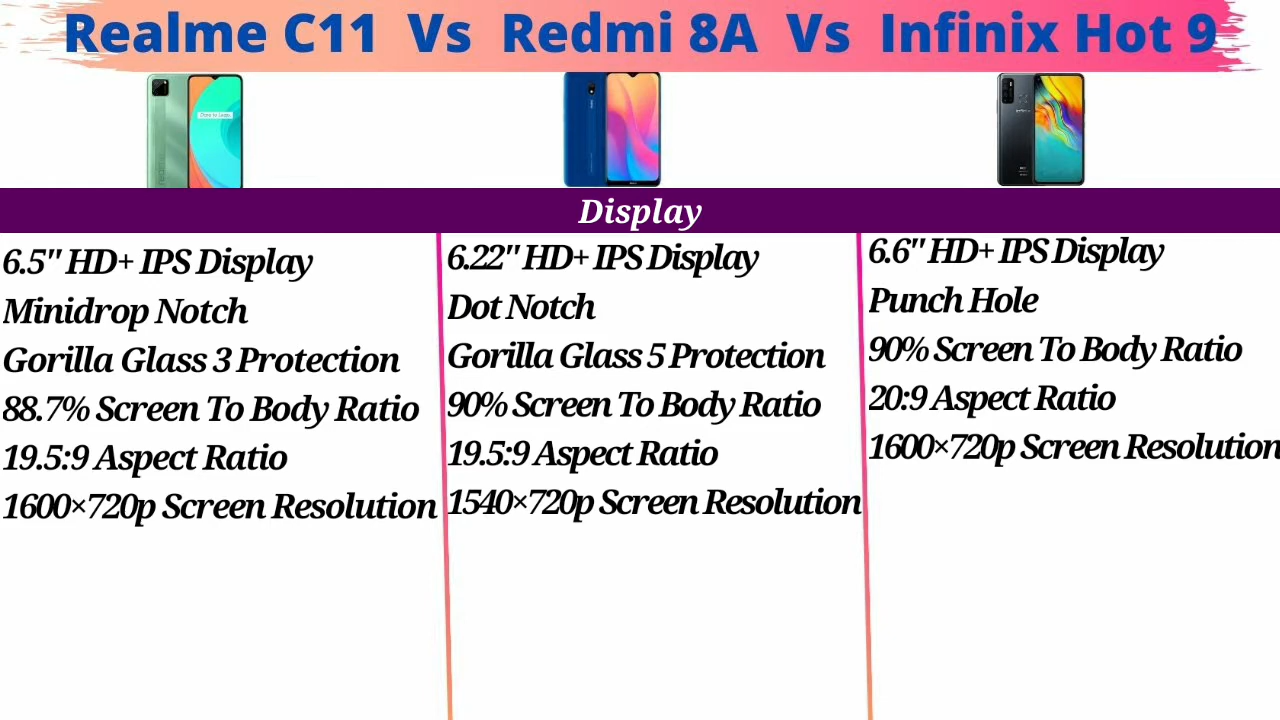 Realme C11 Vs Redmi 8A Vs Infinix Hot 9
Dare to Leap
Display
6.5" HD+ IPS Display
Minidrop Notch
Gorilla Glass 3 Protection
88.7% Screen To Body Ratio
19.5:9 Aspect Ratio
1600×720p Screen Resolution
6.22" HD+ IPS Display
Dot Notch
Gorilla Glass 5 Protection
90% Screen To Body Ratio
19.5:9 Aspect Ratio
1540×720p Screen Resolution
6.6" HD+ IPS Display
Punch Hole
90% Screen To Body Ratio
20:9 Aspect Ratio
1600×720p Screen Resolution